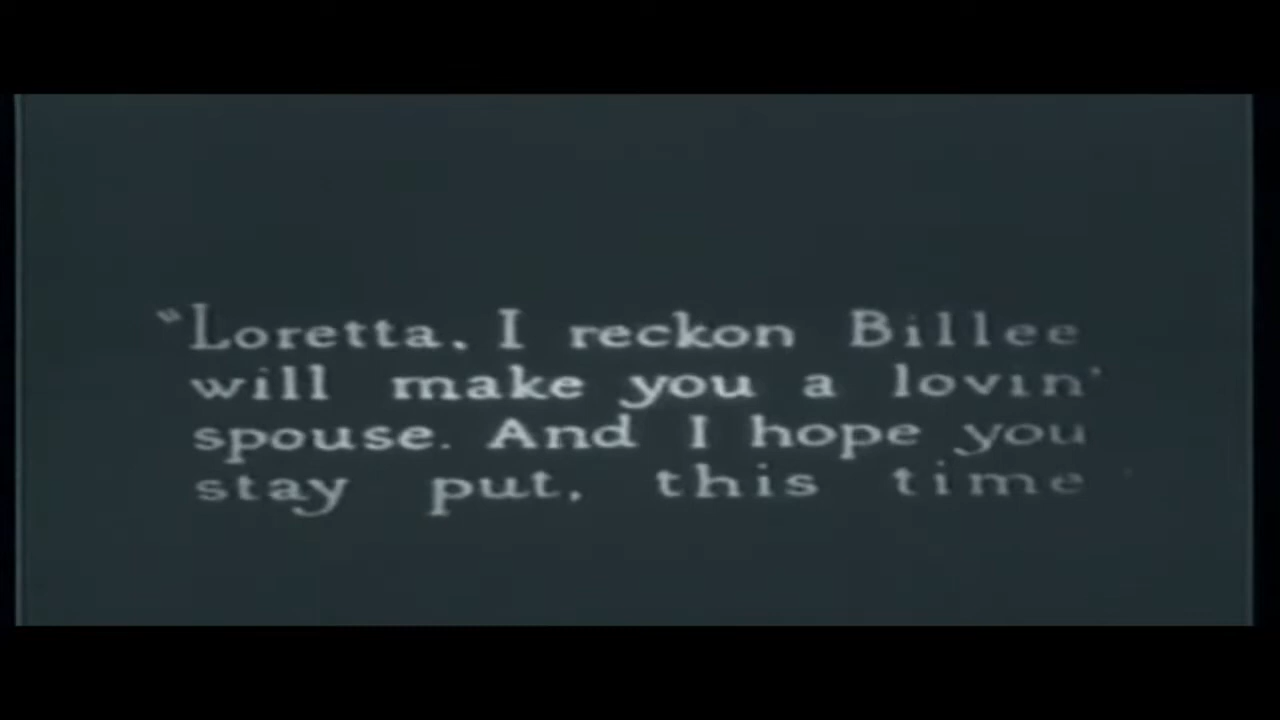 "Loretta, I reckon Billee
will make you a lovin'
spouse. And I hope you
stay put, this time